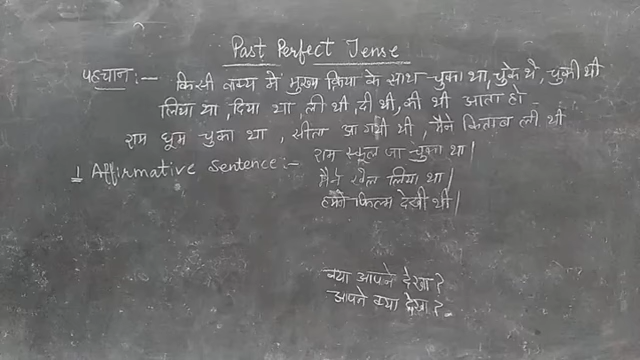 Past Perfect Tense
पहचान :- किसी वाक्य में मुख्य क्रिया के साथ चुका था, चुके थे, चुकी थी
लिया था, दिया था, ली थी, दी थी, की थी आता हो -
राम घूम चुका था, सीता आ गयी थी, मैने किताब ली थी
1 Affirmative Sentence :- राम स्कूल जा चुका था।
मैने खेल लिया था।
हमने फिल्म देखी थी।
क्या आपने देखा?
आपने क्या देखा?